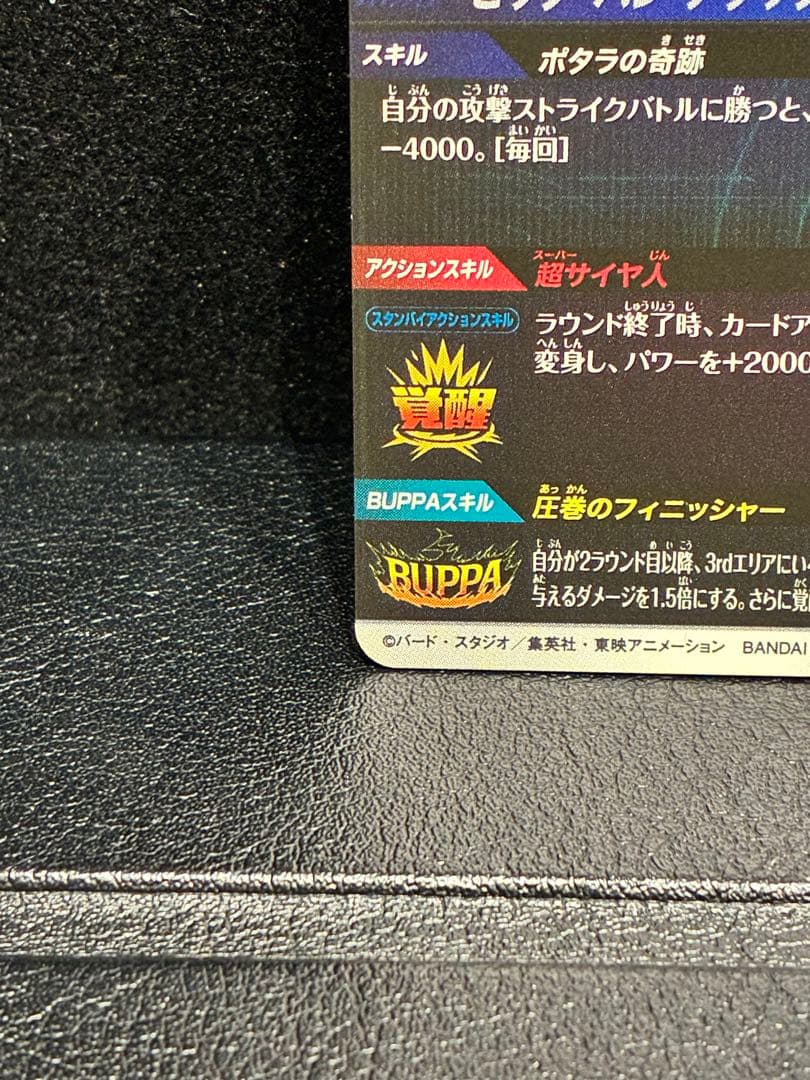 スキル ポタラの奇跡
自分の攻撃ストライクバトルに勝つと、
-4000。[毎回]
アクションスキル 超サイヤ人
スタンバイアクションスキル
ラウンド終了時、カードア
変身し、パワーを+2000
覚醒
BUPPAスキル 圧巻のフィニッシャー
BUPPA
自分が2ラウンド目以降、3rdエリアにい
与えるダメージを1.5倍にする。さらに覚
©バード・スタジオ/集英社・東映アニメーション BANDAI